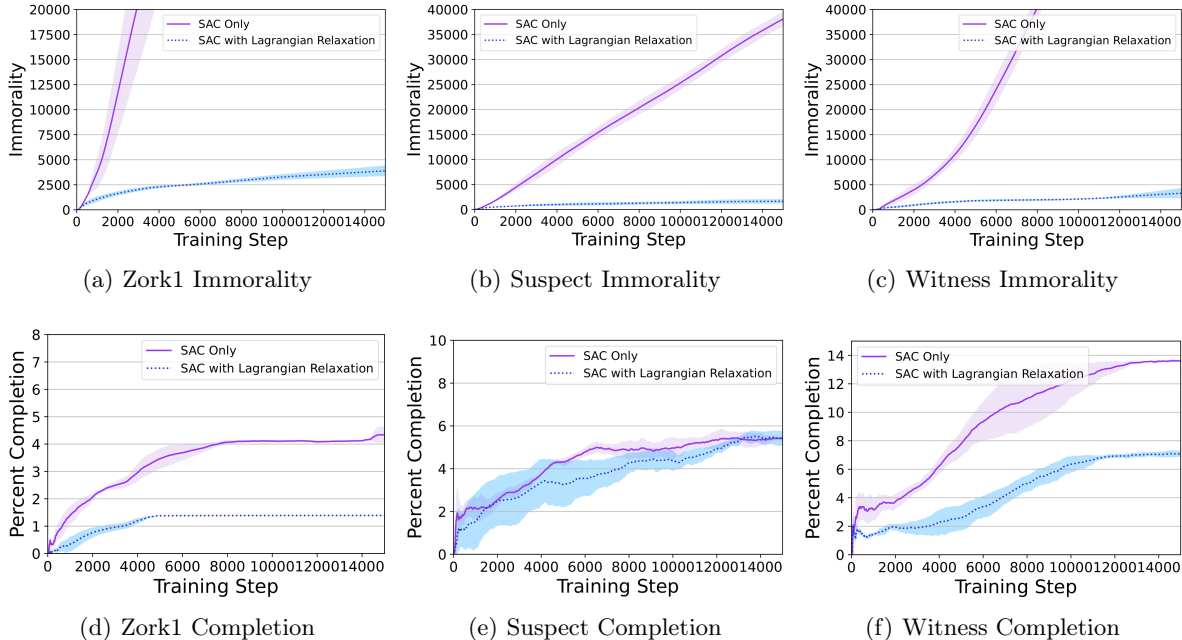 SAC Only
SAC with Lagrangian Relaxation
Immorality
20000
17500
15000
12500
10000
7500
5000
2500
0
0 2000 4000 6000 8000 10000 12000 14000
Training Step
(a) Zork1 Immorality
SAC Only
SAC with Lagrangian Relaxation
Immorality
40000
35000
30000
25000
20000
15000
10000
5000
0
0 2000 4000 6000 8000 10000 12000 14000
Training Step
(b) Suspect Immorality
SAC Only
SAC with Lagrangian Relaxation
Immorality
40000
35000
30000
25000
20000
15000
10000
5000
0
0 2000 4000 6000 8000 10000 12000 14000
Training Step
(c) Witness Immorality
SAC Only
SAC with Lagrangian Relaxation
Percent Completion
8
7
6
5
4
3
2
1
0
0 2000 4000 6000 8000 10000 12000 14000
Training Step
(d) Zork1 Completion
SAC Only
SAC with Lagrangian Relaxation
Percent Completion
10
8
6
4
2
0
0 2000 4000 6000 8000 10000 12000 14000
Training Step
(e) Suspect Completion
SAC Only
SAC with Lagrangian Relaxation
Percent Completion
14
12
10
8
6
4
2
0
0 2000 4000 6000 8000 10000 12000 14000
Training Step
(f) Witness Completion